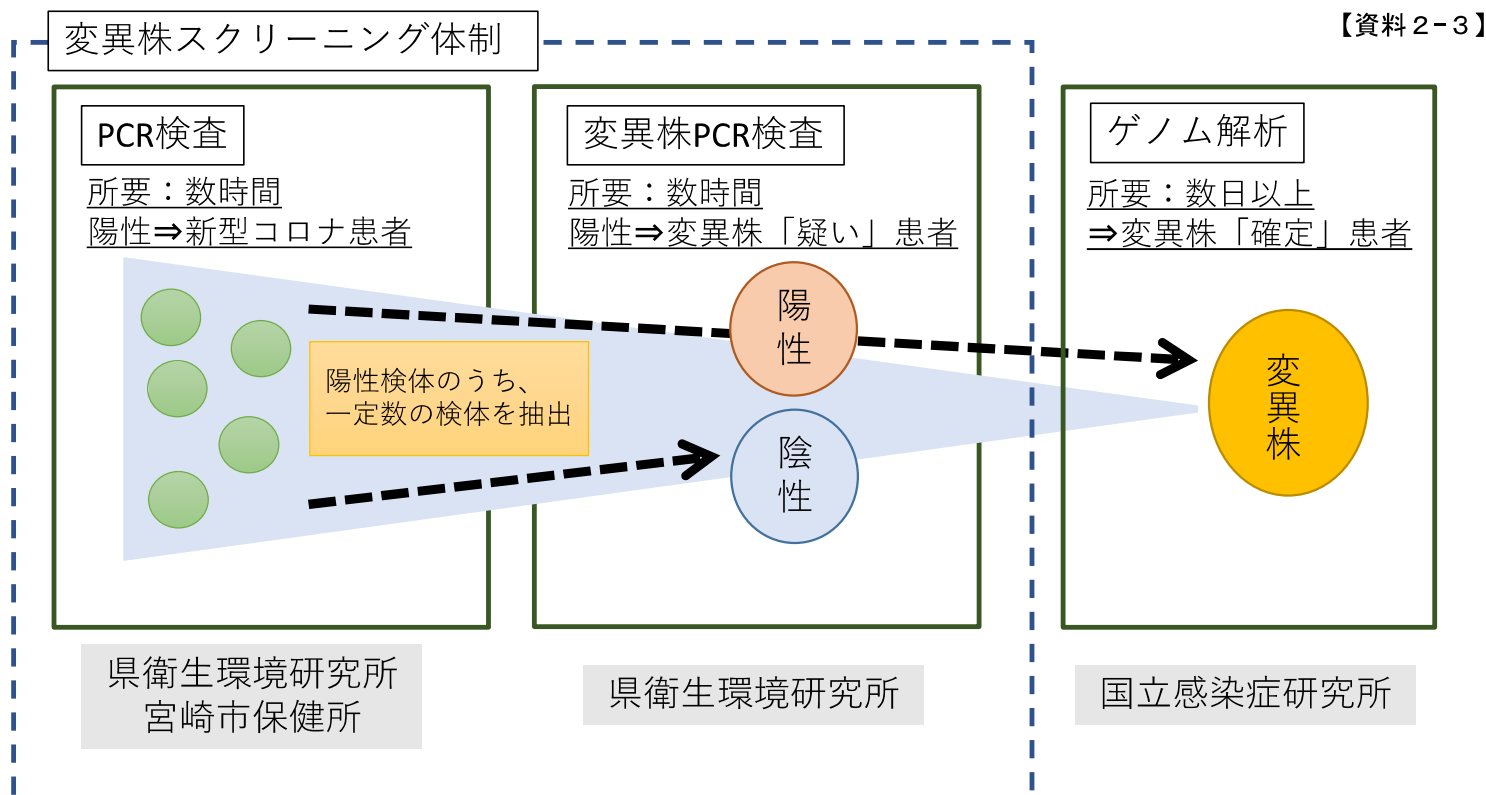 【資料２−３】
変異株スクリーニング体制
PCR検査
所要：数時間
陽性⇒新型コロナ患者
陽性検体のうち、
一定数の検体を抽出
県衛生環境研究所
宮崎市保健所
変異株PCR検査
所要：数時間
陽性⇒変異株「疑い」患者
陽性
陰性
県衛生環境研究所
ゲノム解析
所要：数日以上
⇒変異株「確定」患者
変異株
国立感染症研究所